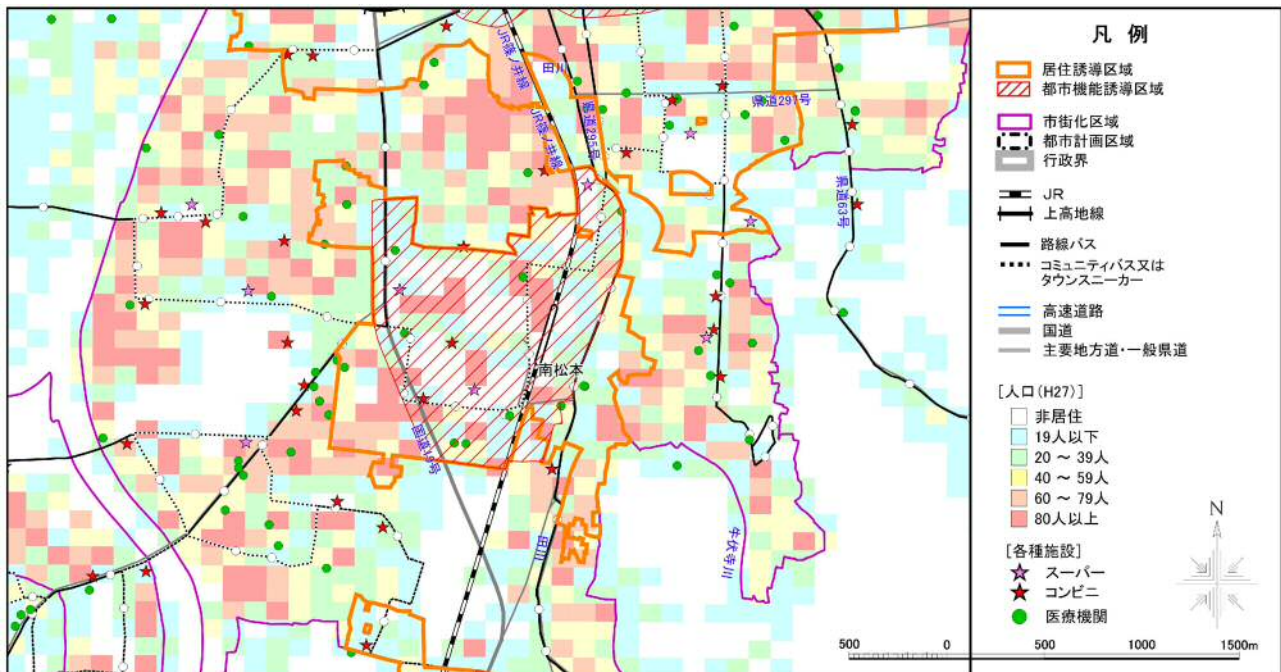 JR篠ノ井線
田川
県道297号
JR篠ノ井線
県道295号
県道63号
南松本
国道19号
牛伏寺川
田川
凡 例
居住誘導区域
都市機能誘導区域
市街化区域
都市計画区域
行政界
JR
上高地線
路線バス
コミュニティバス又は
タウンスニーカー
高速道路
国道
主要地方道・一般県道
[人口(H27)]
非居住
19人以下
20 ～ 39人
40 ～ 59人
60 ～ 79人
80人以上
[各種施設]
スーパー
コンビニ
医療機関
N
500 0 500 1000 1500m